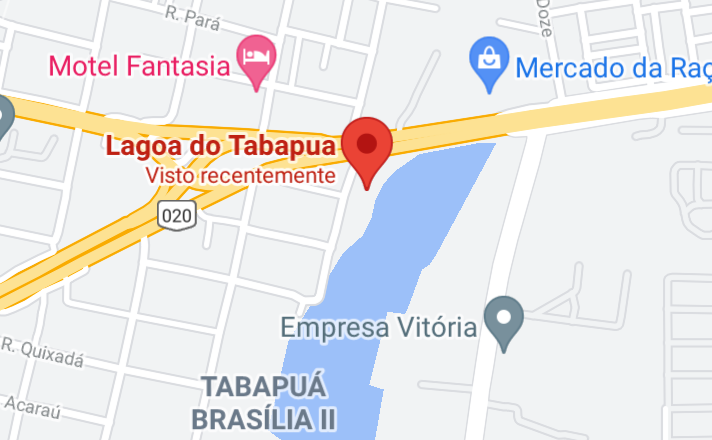 R. Pará
Doze
Motel Fantasia
Mercado da Raç
Lagoa do Tabapua
Visto recentemente
020
Empresa Vitória
R. Quixadá
TABAPUÁ
BRASÍLIA II
Acaraú